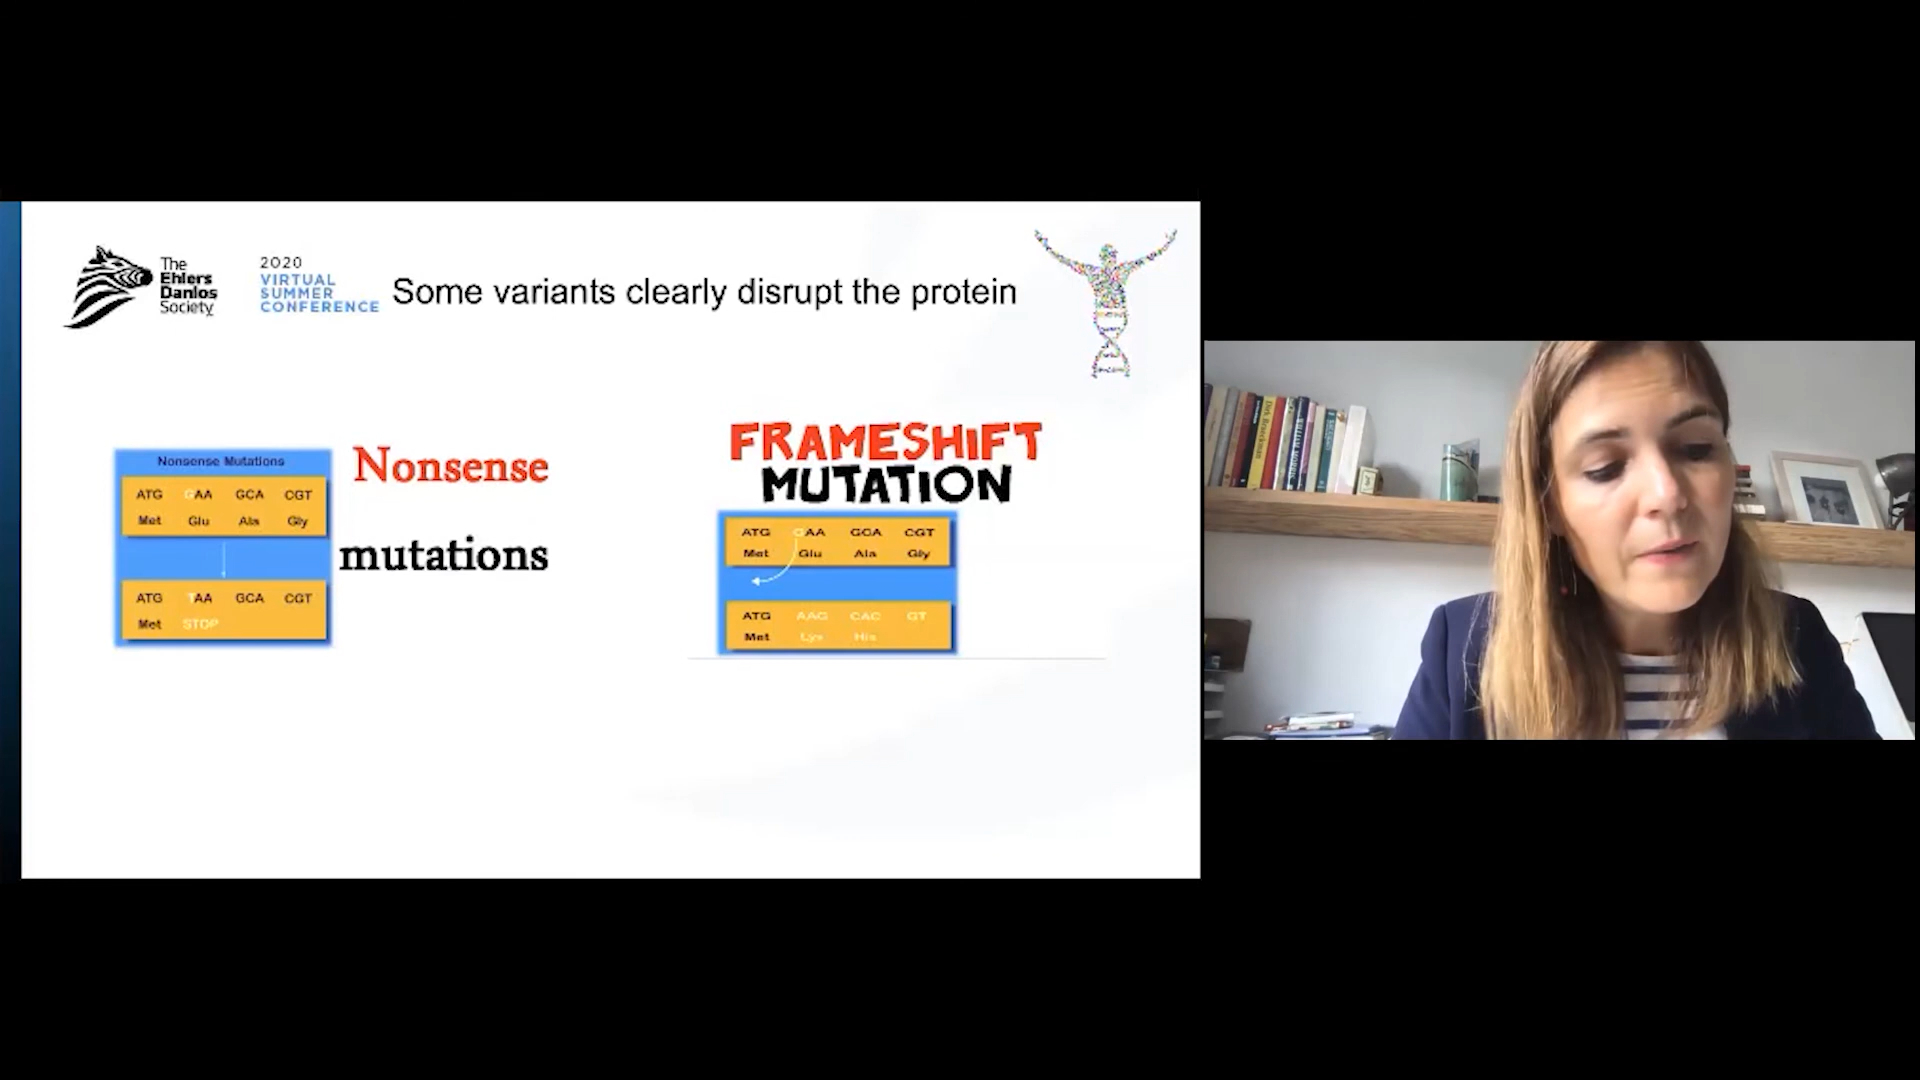 The
Ehlers
Danlos
Society
2020
VIRTUAL
SUMMER
CONFERENCE
Some variants clearly disrupt the protein
Nonsense Mutations
ATG GAA GCA CGT
Met Glu Ala Gly
ATG TAA GCA CGT
Met STOP
Nonsense
mutations
FRAMESHIFT
MUTATION
ATG GAA GCA CGT
Met Glu Ala Gly
ATG AAG CAC GT
Met Lys His